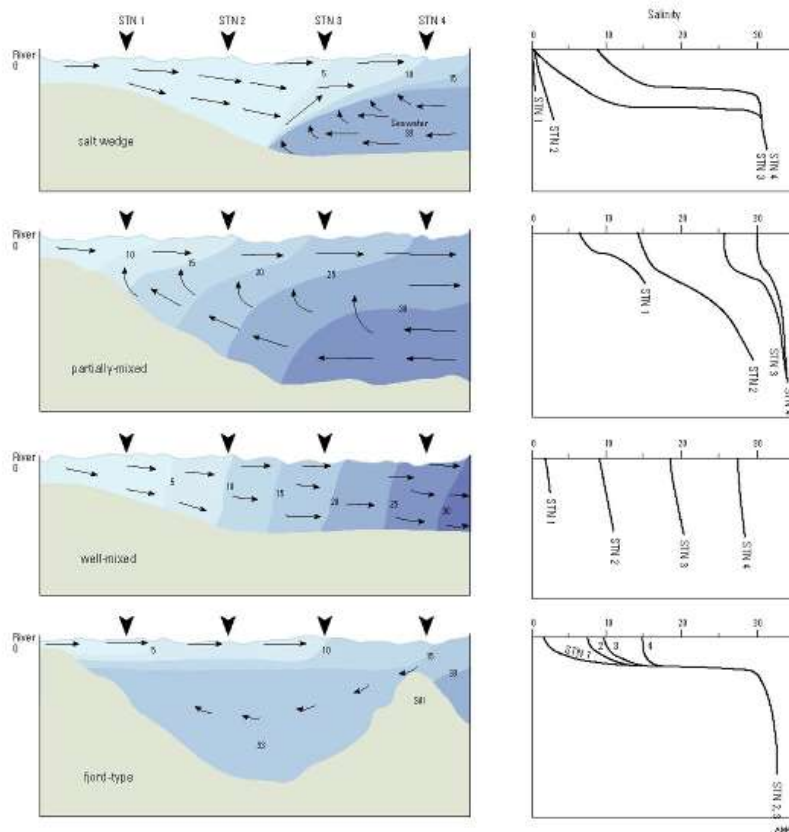 STN 1 STN 2 STN 3 STN 4
River
0
5 10 15
Seawater
salt wedge
Salinity
0 10 20 30
STN 1
STN 2
STN 3
STN 4
River
0
10 15 20 25
30
partially-mixed
0 10 20 30
STN 1
STN 2
STN 3
STN 4
River
0
5 10 15 20 25 30
well-mixed
0 10 20 30
STN 1
STN 2
STN 3
STN 4
River
0
5 10 15
Sill
33
fjord-type
0 10 20 30
STN 1 2 3 4
STN 2, 3